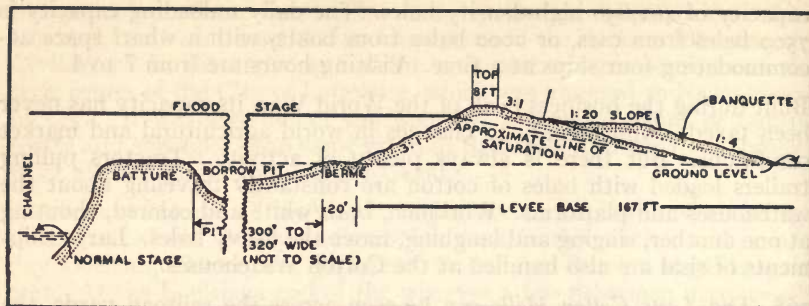 TOP
8FT
3:1
1:20 SLOPE
BANQUETTE
FLOOD STAGE
1:4
3:1
APPROXIMATE LINE OF
SATURATION
CHANNEL
BATTURE
BORROW PIT
BERME
GROUND LEVEL
20'
LEVEE BASE 167 FT
PIT
300' TO
320' WIDE
(NOT TO SCALE)
NORMAL STAGE